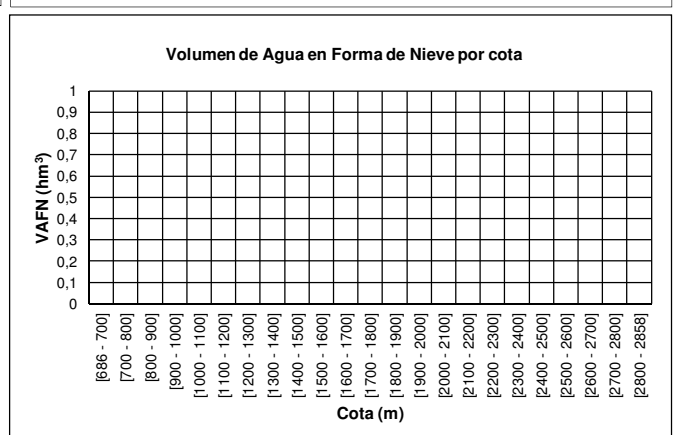 Volumen de Agua en Forma de Nieve por cota
VAFN (hm³)
1
0,9
0,8
0,7
0,6
0,5
0,4
0,3
0,2
0,1
0
[686 - 700]
[700 - 800]
[800 - 900]
[900 - 1000]
[1000 - 1100]
[1100 - 1200]
[1200 - 1300]
[1300 - 1400]
[1400 - 1500]
[1500 - 1600]
[1600 - 1700]
[1700 - 1800]
[1800 - 1900]
[1900 - 2000]
[2000 - 2100]
[2100 - 2200]
[2200 - 2300]
[2300 - 2400]
[2400 - 2500]
[2500 - 2600]
[2600 - 2700]
[2700 - 2800]
[2800 - 2858]
Cota (m)